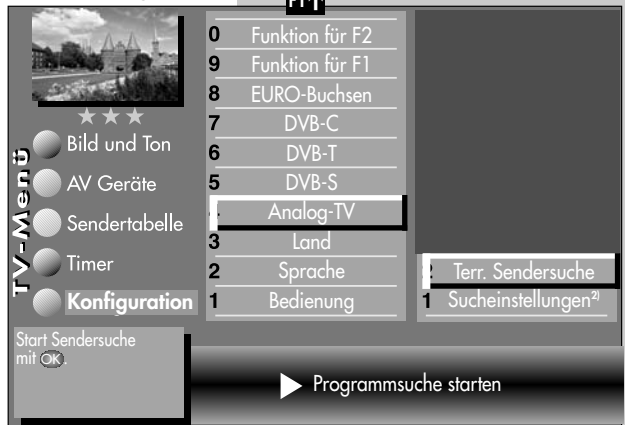 TV-Menü
Bild und Ton
AV Geräte
Sendertabelle
Timer
Konfiguration
0 Funktion für F2
9 Funktion für F1
8 EURO-Buchsen
7 DVB-C
6 DVB-T
5 DVB-S
Analog-TV
3 Land
2 Sprache
1 Bedienung
2 Terr. Sendersuche
1 Sucheinstellungen²⁾
Start Sendersuche
mit OK.
Programmsuche starten